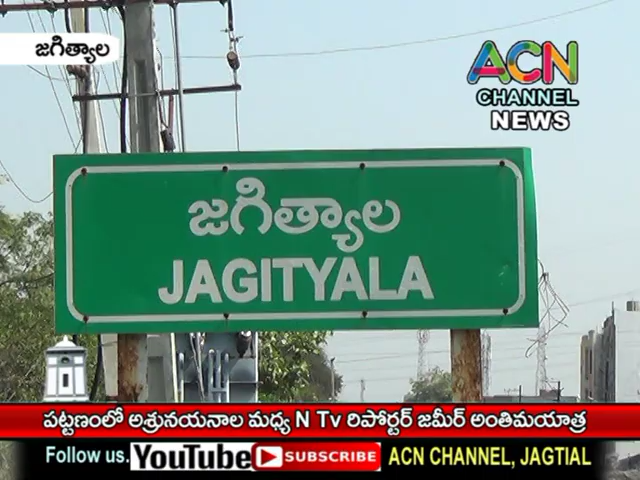 జగిత్యాల
ACN
CHANNEL
NEWS
జగిత్యాల
JAGITYALA
పట్టణంలో అశ్రునయనాల మధ్య N Tv రిపోర్టర్ జమీర్ అంతిమయాత్ర
Follow us. YouTube SUBSCRIBE ACN CHANNEL, JAGTIAL